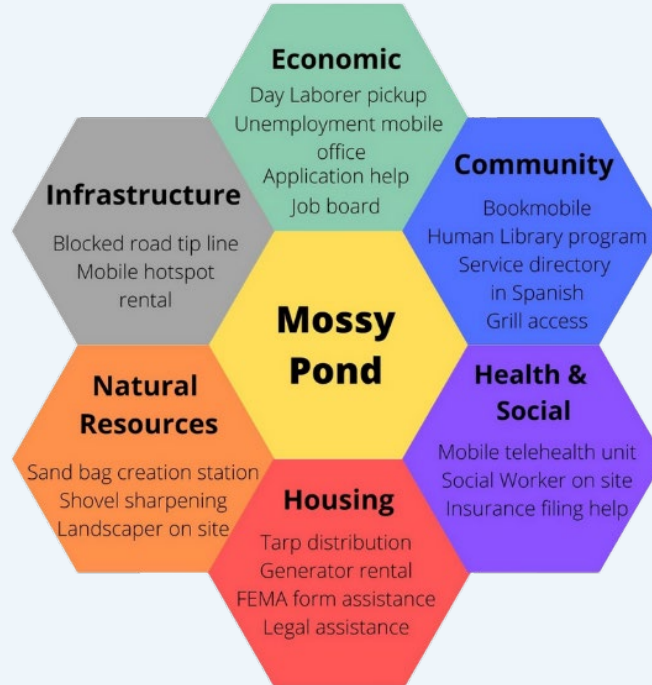 Economic
Day Laborer pickup
Unemployment mobile
office
Application help
Job board
Community
Bookmobile
Human Library program
Service directory
in Spanish
Grill access
Infrastructure
Blocked road tip line
Mobile hotspot
rental
Mossy
Pond
Health &
Social
Mobile telehealth unit
Social Worker on site
Insurance filing help
Natural
Resources
Sand bag creation station
Shovel sharpening
Landscaper on site
Housing
Tarp distribution
Generator rental
FEMA form assistance
Legal assistance